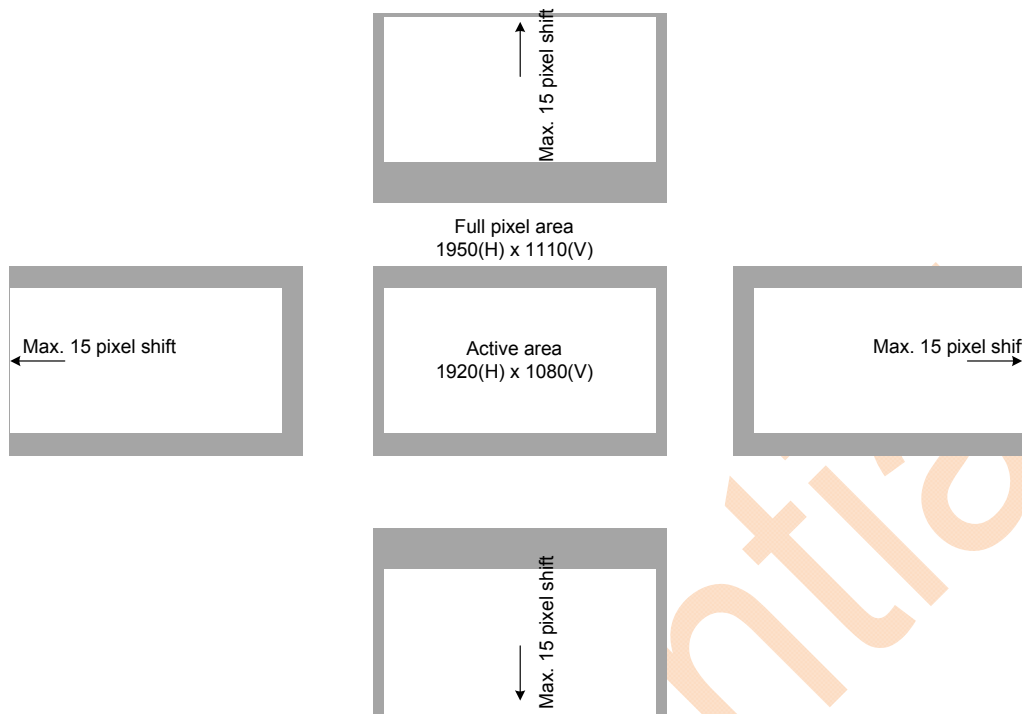 Max. 15 pixel shift
Full pixel area
1950(H) x 1110(V)
Max. 15 pixel shift
Active area
1920(H) x 1080(V)
Max. 15 pixel shif
Max. 15 pixel shift